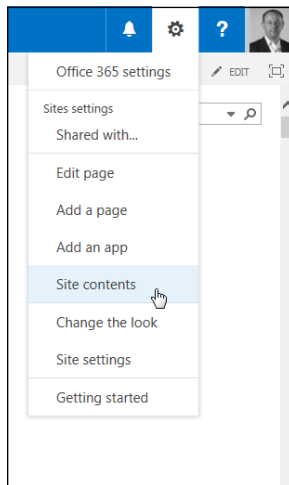 ?
Office 365 settings
EDIT
Sites settings
Shared with...
Edit page
Add a page
Add an app
Site contents
Change the look
Site settings
Getting started